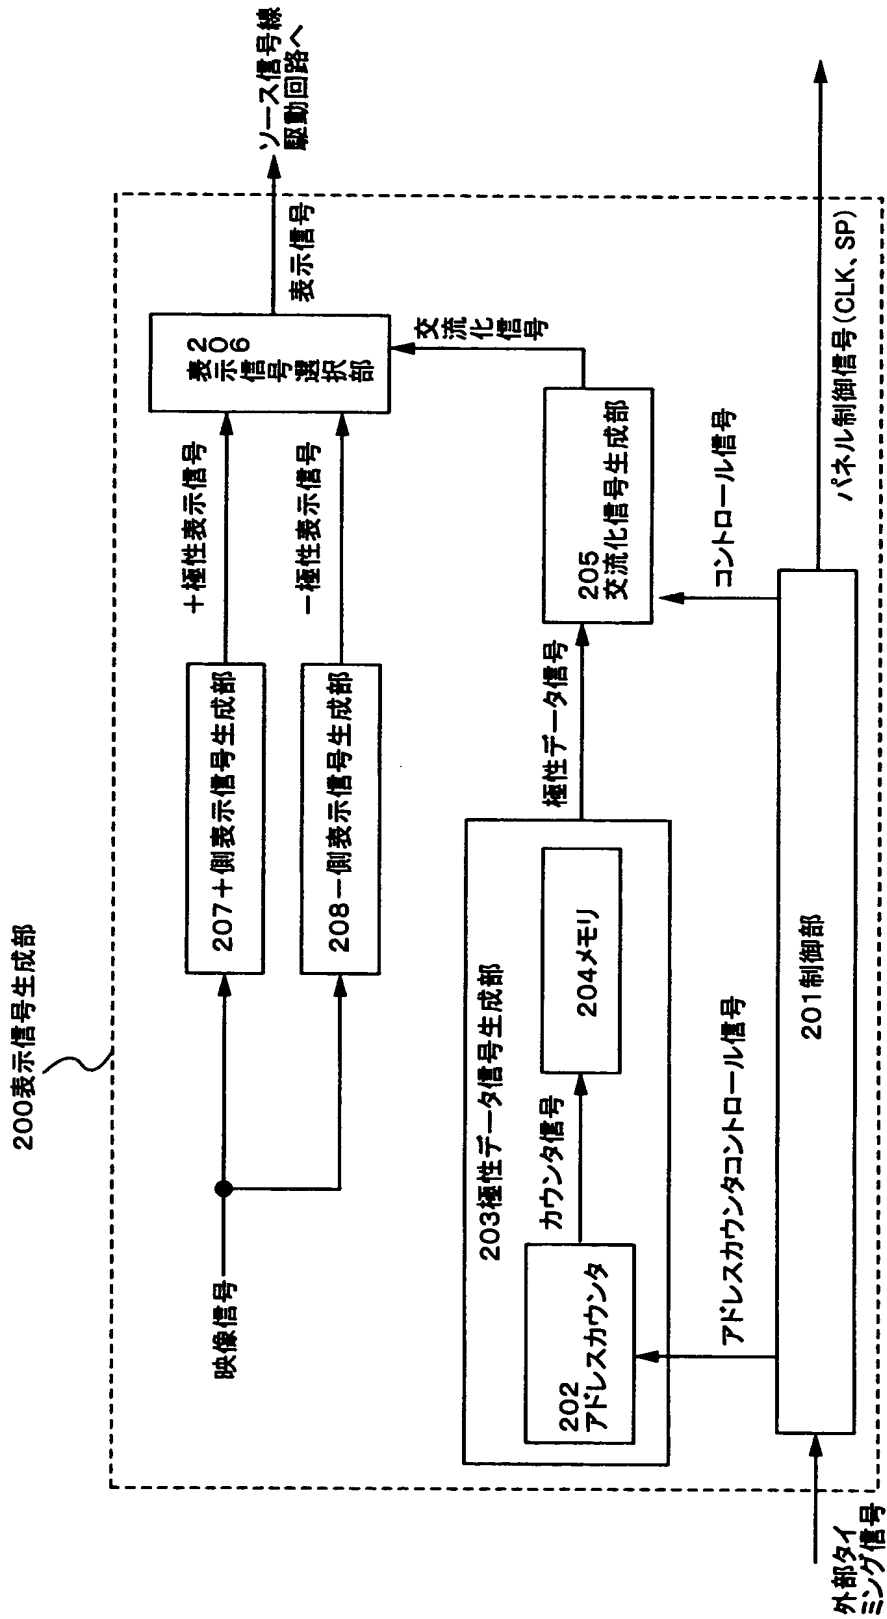 200表示信号生成部
映像信号
207+側表示信号生成部
208−側表示信号生成部
+極性表示信号
−極性表示信号
206
表示信号選択部
表示信号
ソース信号線
駆動回路へ
交流化信号
203極性データ信号生成部
202
アドレスカウンタ
カウンタ信号
204メモリ
極性データ信号
205
交流化信号生成部
アドレスカウンタコントロール信号
コントロール信号
外部タイ
ミング信号
201制御部
パネル制御信号(CLK、SP)